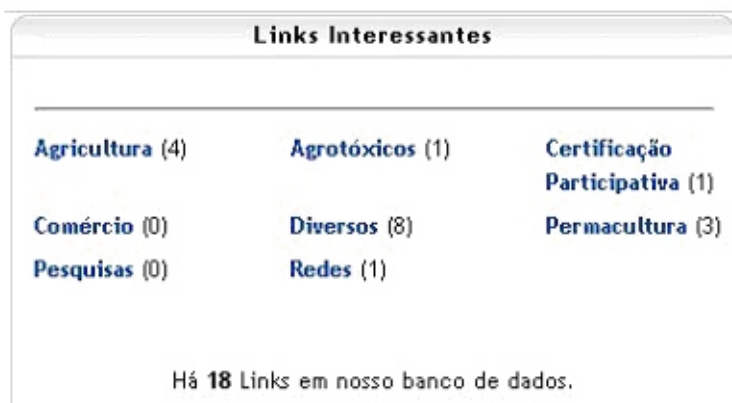 Links Interessantes
Agricultura (4) Agrotóxicos (1) Certificação
Participativa (1)
Comércio (0) Diversos (8) Permacultura (3)
Pesquisas (0) Redes (1)
Há 18 Links em nosso banco de dados.